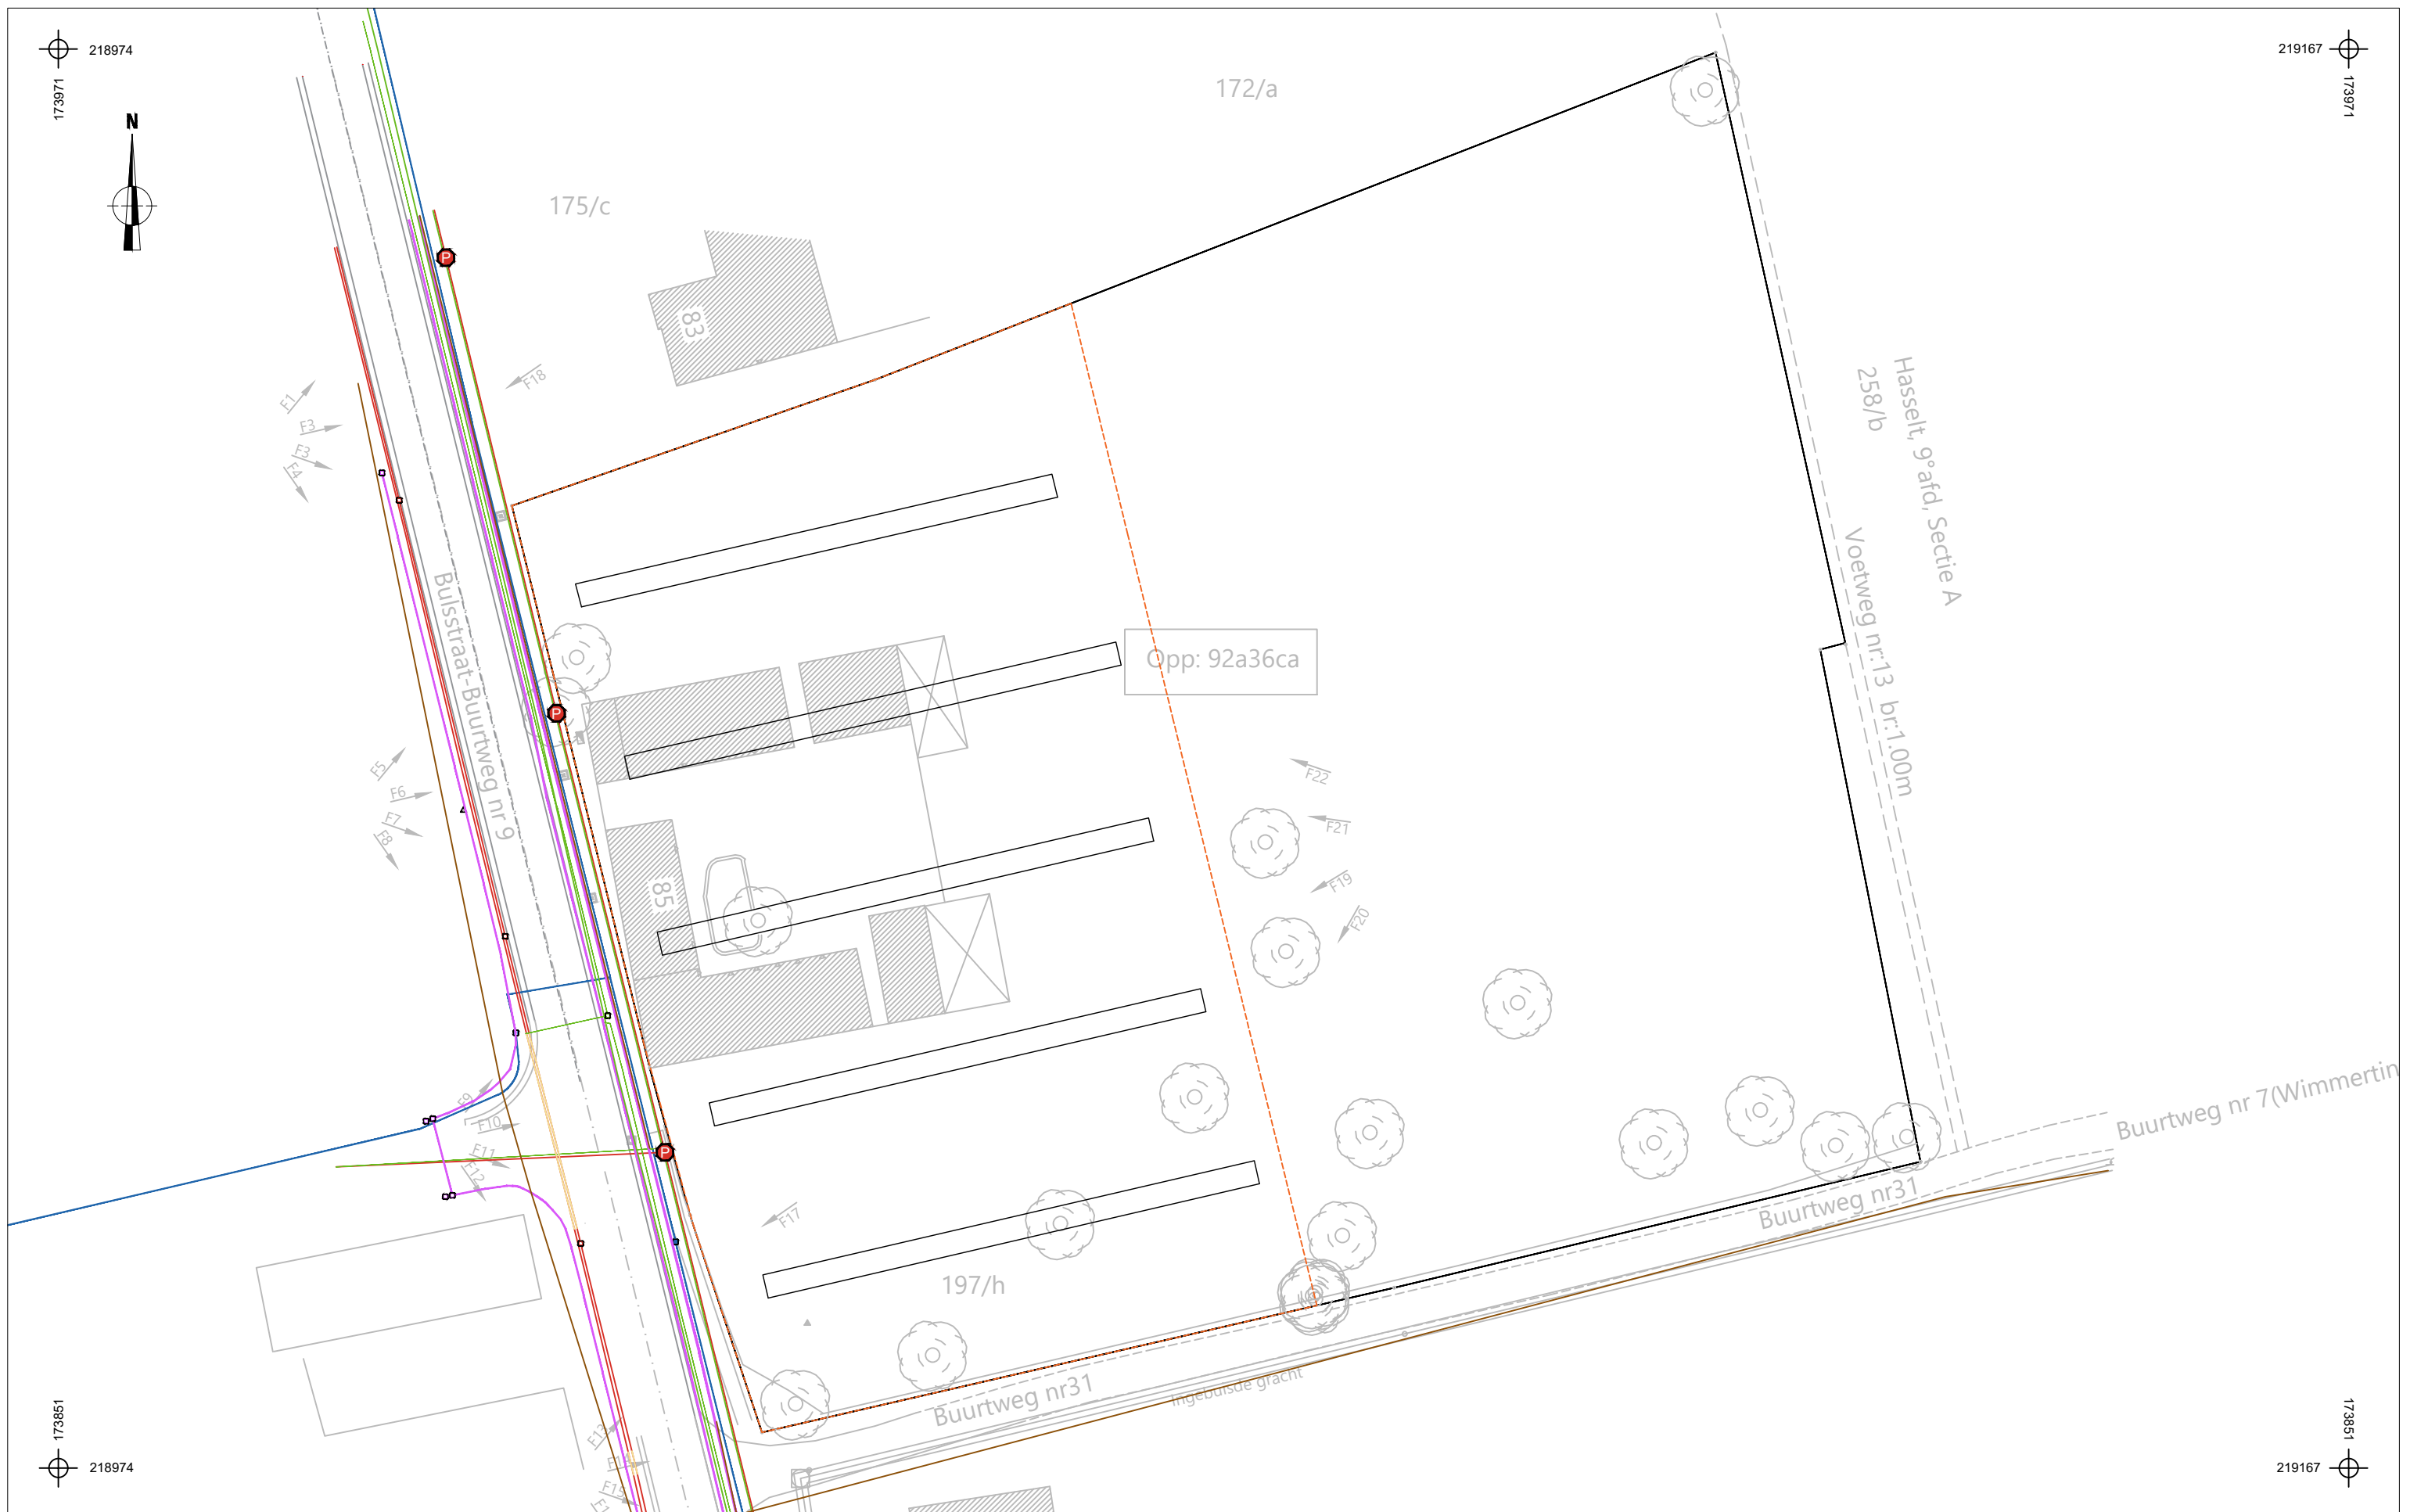 218974
173971
N
219167
173971
172/a
175/c
83
F18
F1
F3
F3
F4
Hasselt, 9°afd, Sectie A
258/b
Voetweg nr:13 br:1.00m
Bulsstraat-Buurtweg nr 9
P
P
P
Opp: 92a36ca
F5
F6
F7
F8
F22
F21
F19
F20
85
F9
F10
F11
F12
F17
197/h
Buurtweg nr 7(Wimmertin
Buurtweg nr31
Buurtweg nr31
Ingebuisde gracht
F13
F15
173851
218974
173851
219167